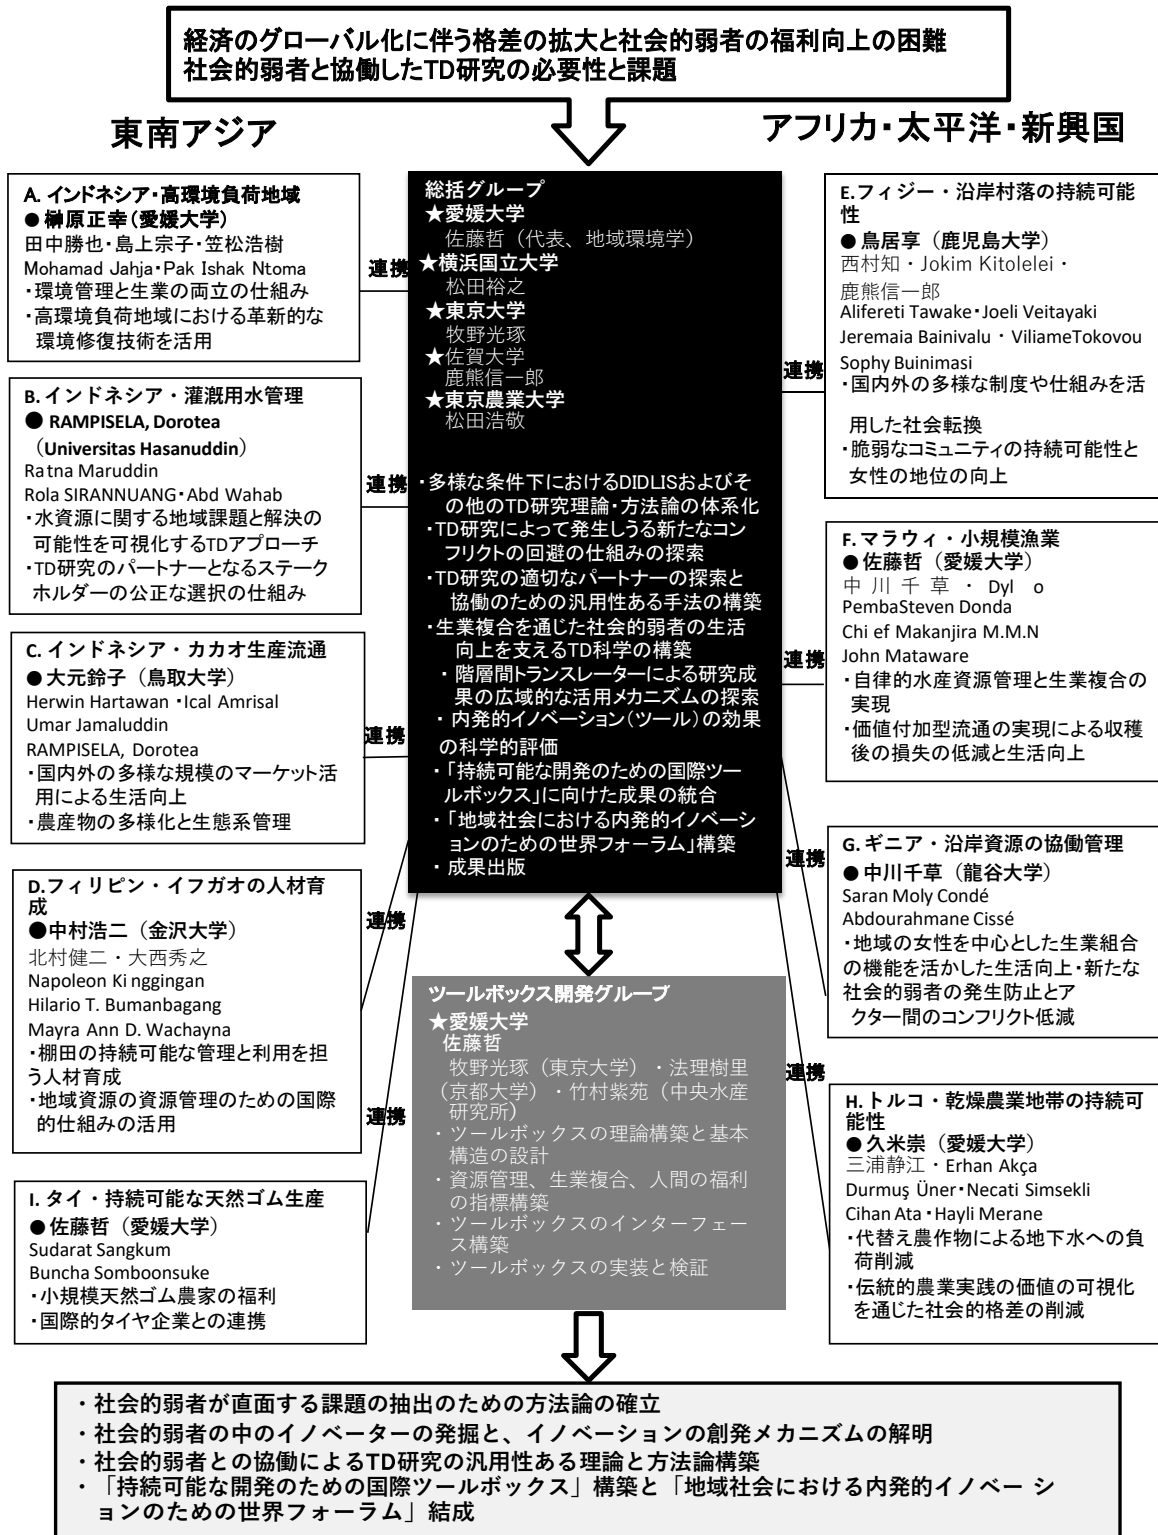 経済のグローバル化に伴う格差の拡大と社会的弱者の福利向上の困難
社会的弱者と協働したTD研究の必要性と課題
東南アジア
アフリカ・太平洋・新興国
A. インドネシア・高環境負荷地域
●榊原正幸(愛媛大学)
田中勝也・島上宗子・笠松浩樹
Mohamad Jahja・Pak Ishak Ntoma
・環境管理と生業の両立の仕組み
・高環境負荷地域における革新的な
環境修復技術を活用
連携
B. インドネシア・灌漑用水管理
● RAMPISELA, Dorotea
（Universitas Hasanuddin）
Ratna Maruddin
Rola SIRANNUANG・Abd Wahab
・水資源に関する地域課題と解決の
可能性を可視化するTDアプローチ
・TD研究のパートナーとなるステーク
ホルダーの公正な選択の仕組み
連携
C. インドネシア・カカオ生産流通
●大元鈴子（鳥取大学）
Herwin Hartawan ・Ical Amrisal
Umar Jamaluddin
RAMPISELA, Dorotea
・国内外の多様な規模のマーケット活
用による生活向上
・農産物の多様化と生態系管理
連携
D.フィリピン・イフガオの人材育
成
●中村浩二（金沢大学）
北村健二・大西秀之
Napoleon Ki nggingan
Hilario T. Bumanbagang
Mayra Ann D. Wachayna
・棚田の持続可能な管理と利用を担
う人材育成
・地域資源の資源管理のための国際
的仕組みの活用
連携
I. タイ・持続可能な天然ゴム生産
●佐藤哲（愛媛大学）
Sudarat Sangkum
Buncha Somboonsuke
・小規模天然ゴム農家の福利
・国際的タイヤ企業との連携
連携
総括グループ
★愛媛大学
佐藤哲（代表、地域環境学）
★横浜国立大学
松田裕之
★東京大学
牧野光琢
★佐賀大学
鹿熊信一郎
★東京農業大学
松田浩敬
・多様な条件下におけるDIDLISおよびそ
の他のTD研究理論・方法論の体系化
・TD研究によって発生しうる新たなコン
フリクトの回避の仕組みの探索
・TD研究の適切なパートナーの探索と
協働のための汎用性ある手法の構築
・生業複合を通じた社会的弱者の生活
向上を支えるTD科学の構築
・階層間トランスレーターによる研究成
果の広域的な活用メカニズムの探索
・内発的イノベーション（ツール）の効果
の科学的評価
・「持続可能な開発のための国際ツー
ルボックス」に向けた成果の統合
・「地域社会における内発的イノベーシ
ョンのための世界フォーラム」構築
・成果出版
ツールボックス開発グループ
★愛媛大学
佐藤哲
牧野光琢（東京大学）・法理樹里
（京都大学）・竹村紫苑（中央水産
研究所）
・ツールボックスの理論構築と基本
構造の設計
・資源管理、生業複合、人間の福利
の指標構築
・ツールボックスのインターフェー
ス構築
・ツールボックスの実装と検証
E.フィジー・沿岸村落の持続可能
性
●鳥居享（鹿児島大学）
西村知・Jokim Kitolelei・
鹿熊信一郎
Alifereti Tawake・Joeli Veitayaki
Jeremaia Bainivalu ・ViliameTokovou
Sophy Buinimasi
・国内外の多様な制度や仕組みを活
用した社会転換
・脆弱なコミュニティの持続可能性と
女性の地位の向上
連携
F. マラウィ・小規模漁業
●佐藤哲（愛媛大学）
中川千草・ Dyl o
PembaSteven Donda
Chi ef Makanjira M.M.N
John Mataware
・自律的水産資源管理と生業複合の
実現
・価値付加型流通の実現による収穫
後の損失の低減と生活向上
連携
G. ギニア・沿岸資源の協働管理
●中川千草（龍谷大学）
Saran Moly Condé
Abdourahmane Cissé
・地域の女性を中心とした生業組合
の機能を活かした生活向上・新たな
社会的弱者の発生防止とア
クター間のコンフリクト低減
連携
H.トルコ・乾燥農業地帯の持続可
能性
●久米崇（愛媛大学）
三浦静江・Erhan Akça
Durmuş Üner・Necati Simsekli
Cihan Ata ・Hayli Merane
・代替え農作物による地下水への負
荷削減
・伝統的農業実践の価値の可視化
を通じた社会的格差の削減
連携
・社会的弱者が直面する課題の抽出のための方法論の確立
・社会的弱者の中のイノベーターの発掘と、イノベーションの創発メカニズムの解明
・社会的弱者との協働によるTD研究の汎用性ある理論と方法論構築
・「持続可能な開発のための国際ツールボックス」構築と「地域社会における内発的イノベー シ
ョンのための世界フォーラム」結成